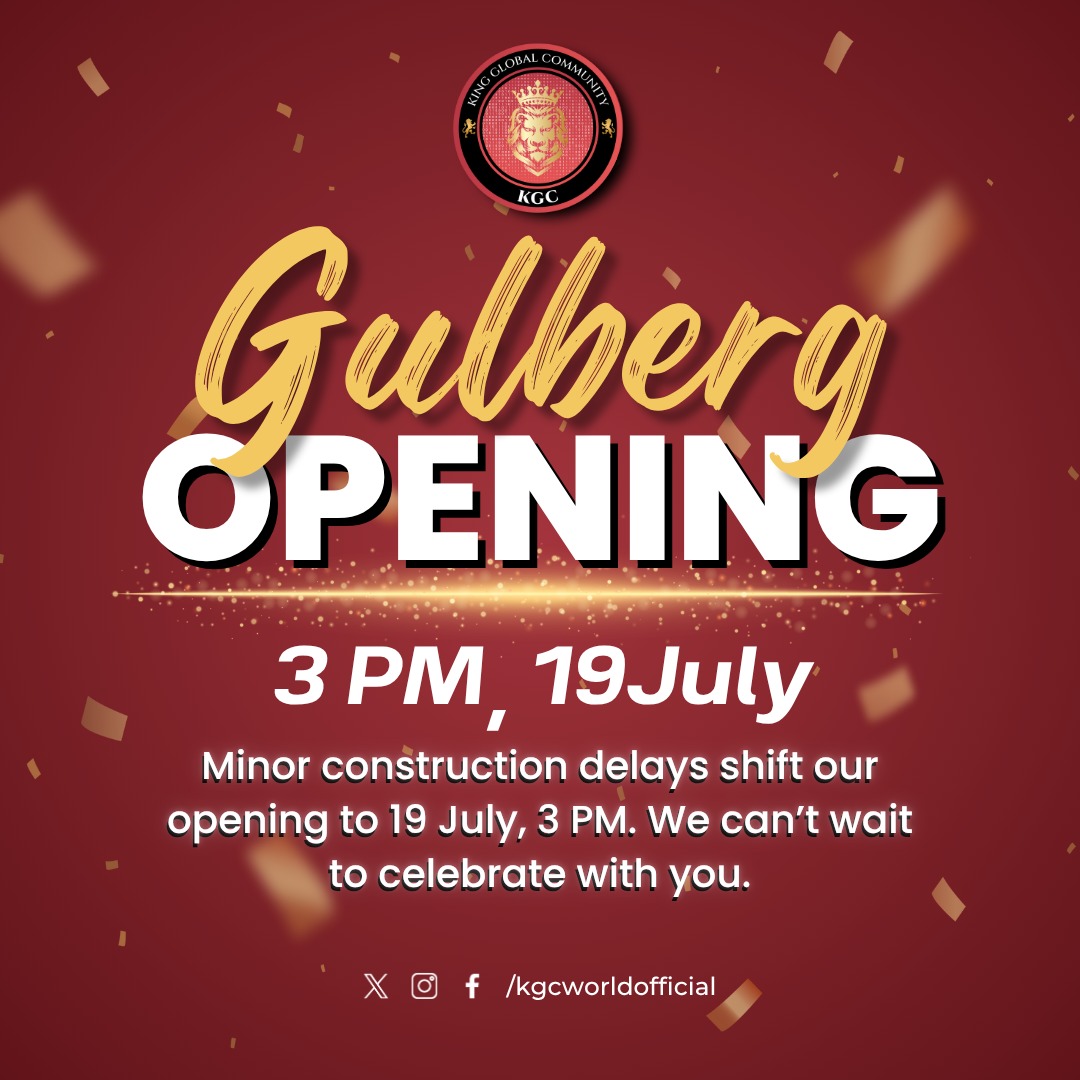 KING GLOBAL COMMUNITY
KGC
Gulberg
OPENING
3 PM, 19July
Minor construction delays shift our
opening to 19 July, 3 PM. We can’t wait
to celebrate with you.
/kgcworldofficial